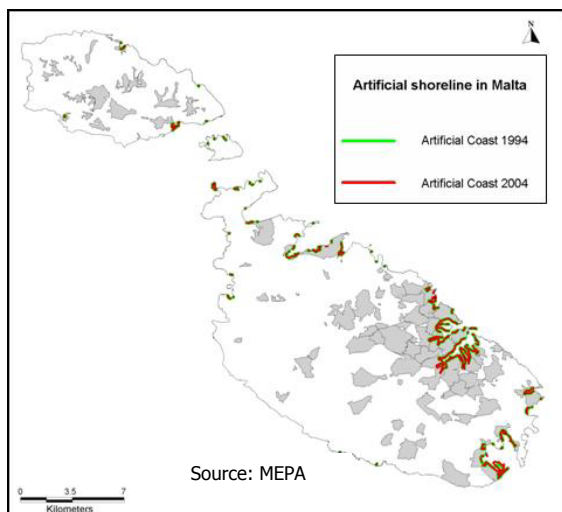 N
Artificial shoreline in Malta
Artificial Coast 1994
Artificial Coast 2004
Source: MEPA
0 3.5 7
Kilometers